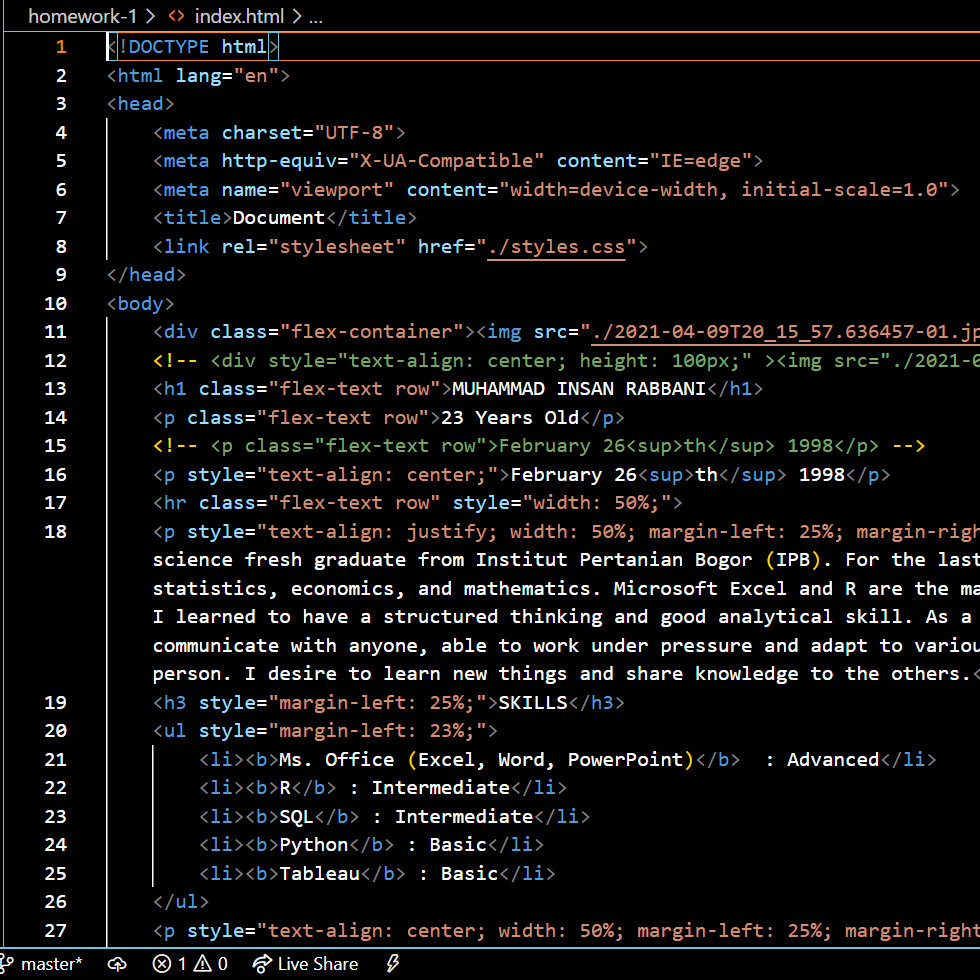 homework-1 > <> index.html > ...
1 <!DOCTYPE html>
2 <html lang="en">
3 <head>
4 <meta charset="UTF-8">
5 <meta http-equiv="X-UA-Compatible" content="IE=edge">
6 <meta name="viewport" content="width=device-width, initial-scale=1.0">
7 <title>Document</title>
8 <link rel="stylesheet" href="./styles.css">
9 </head>
10 <body>
11 <div class="flex-container"><img src="./2021-04-09T20_15_57.636457-01.jp
12 <!-- <div style="text-align: center; height: 100px;" ><img src="./2021-0
13 <h1 class="flex-text row">MUHAMMAD INSAN RABBANI</h1>
14 <p class="flex-text row">23 Years Old</p>
15 <!-- <p class="flex-text row">February 26<sup>th</sup> 1998</p> -->
16 <p style="text-align: center;">February 26<sup>th</sup> 1998</p>
17 <hr class="flex-text row" style="width: 50%;">
18 <p style="text-align: justify; width: 50%; margin-left: 25%; margin-righ
science fresh graduate from Institut Pertanian Bogor (IPB). For the last
statistics, economics, and mathematics. Microsoft Excel and R are the ma
I learned to have a structured thinking and good analytical skill. As a
communicate with anyone, able to work under pressure and adapt to variou
person. I desire to learn new things and share knowledge to the others.<
19 <h3 style="margin-left: 25%;">SKILLS</h3>
20 <ul style="margin-left: 23%;">
21 <li><b>Ms. Office (Excel, Word, PowerPoint)</b>  : Advanced</li>
22 <li><b>R</b> : Intermediate</li>
23 <li><b>SQL</b> : Intermediate</li>
24 <li><b>Python</b> : Basic</li>
25 <li><b>Tableau</b> : Basic</li>
26 </ul>
27 <p style="text-align: center; width: 50%; margin-left: 25%; margin-right
master* 1 0 Live Share